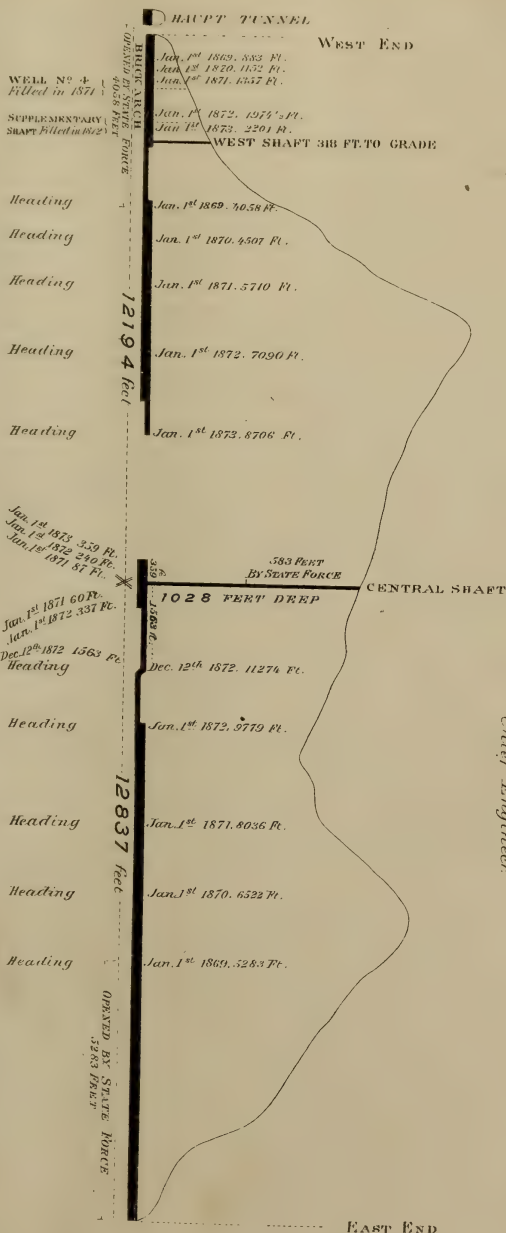 HAUPT TUNNEL
WEST END
Jan. 1st 1869. 883 Ft.
Jan. 1st 1870. 1152 Ft.
Jan. 1st 1871. 1357 Ft.
WELL No 4
Filled in 1871
BRICK ARCH
OPENED BY STATE FORCE
4058 FEET
Jan. 1st 1872. 1974'5 Ft.
SUPPLEMENTARY
SHAFT Filled in 1872
Jan 1st 1873. 2201 Ft.
WEST SHAFT 318 FT. TO GRADE
Heading
Jan. 1st 1869. 4058 Ft.
Heading
Jan. 1st 1870. 4507 Ft.
Heading
Jan. 1st 1871. 5710 Ft.
12194 feet
Heading
Jan. 1st 1872. 7090 Ft.
Heading
Jan. 1st 1873. 8706 Ft.
Jan. 1st 1873 359 Ft.
Jan. 1st 1872 240 Ft.
Jan. 1st 1871 87 Ft.
359 ft.
583 FEET
BY STATE FORCE
CENTRAL SHAFT
1028 FEET DEEP
1563 ft.
Jan. 1st 1871 60 Ft.
Jan. 1st 1872 337 Ft.
Dec. 12th 1872 1563 Ft.
Heading
Dec. 12th 1872. 11274 Ft.
Heading
Jan. 1st 1872. 9779 Ft.
Chief Engineer.
12837 feet
Heading
Jan. 1st 1871. 8036 Ft.
Heading
Jan. 1st 1870. 6522 Ft.
Heading
Jan. 1st 1869. 5283 Ft.
OPENED BY STATE FORCE
5283 FEET
EAST END